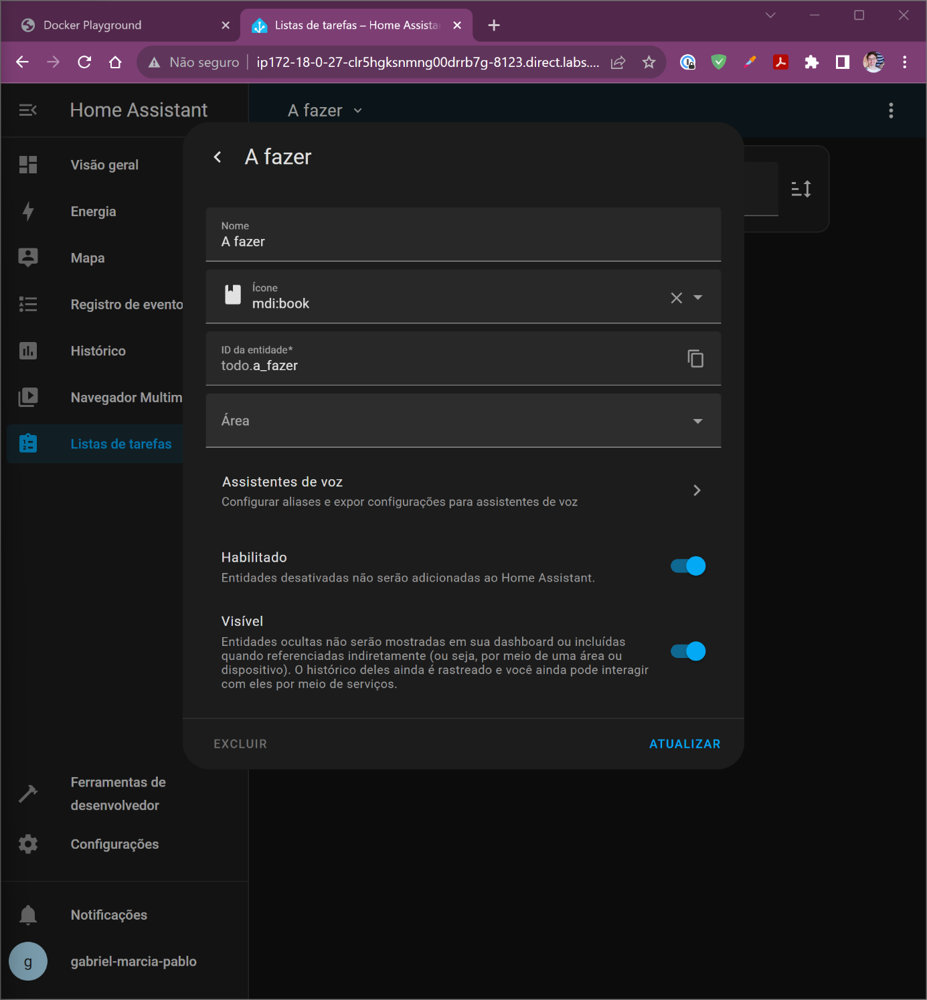 Docker Playground
Listas de tarefas – Home Assista
Não seguro
ip172-18-0-27-clr5hgksnmng00drrb7g-8123.direct.labs....
Home Assistant
A fazer
A fazer
Visão geral
Energia
Mapa
Registro de evento
Histórico
Navegador Multim
Listas de tarefas
Nome
A fazer
Ícone
mdi:book
ID da entidade*
todo.a_fazer
Área
Assistentes de voz
Configurar aliases e expor configurações para assistentes de voz
Habilitado
Entidades desativadas não serão adicionadas ao Home Assistant.
Visível
Entidades ocultas não serão mostradas em sua dashboard ou incluídas
quando referenciadas indiretamente (ou seja, por meio de uma área ou
dispositivo). O histórico deles ainda é rastreado e você ainda pode interagir
com eles por meio de serviços.
EXCLUIR
ATUALIZAR
Ferramentas de
desenvolvedor
Configurações
Notificações
g
gabriel-marcia-pablo